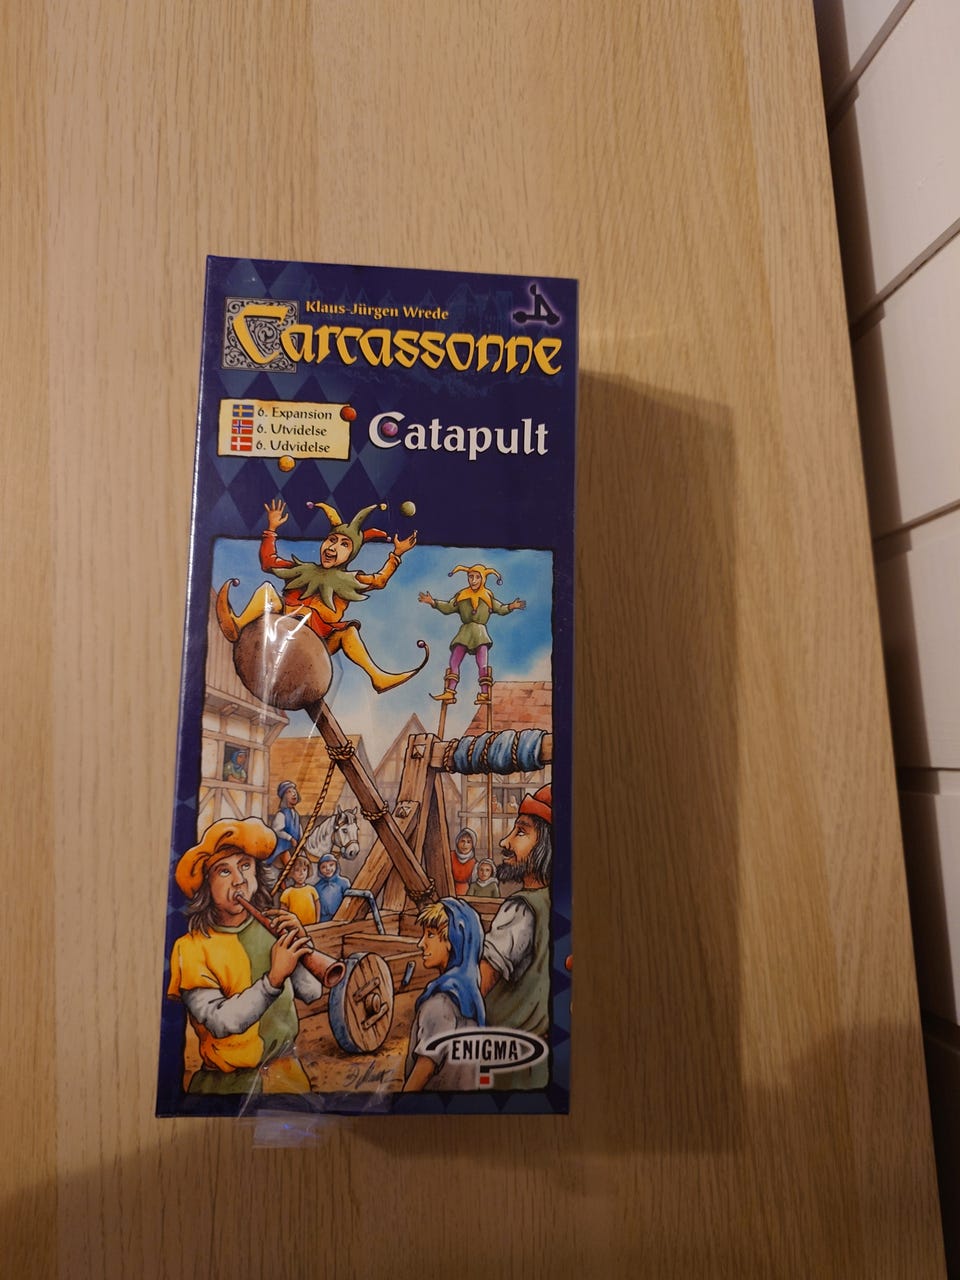 Klaus-Jürgen Wrede
Carcassonne
6. Expansion
6. Utvidelse
6. Udvidelse
Catapult
ENIGMA